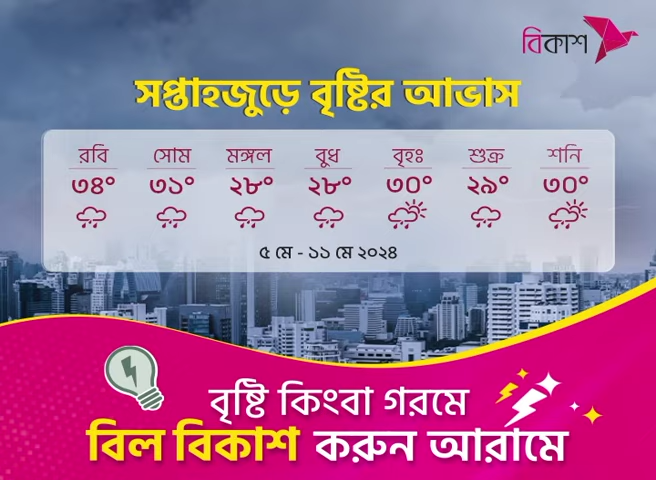 বিকাশ
সপ্তাহজুড়ে বৃষ্টির আভাস
রবি সোম মঙ্গল বুধ বৃহঃ শুক্র শনি
৩৪° ৩১° ২৮° ২৮° ৩০° ২৯° ৩০°
৫ মে - ১১ মে ২০২৪
বৃষ্টি কিংবা গরমে
বিল বিকাশ করুন আরামে